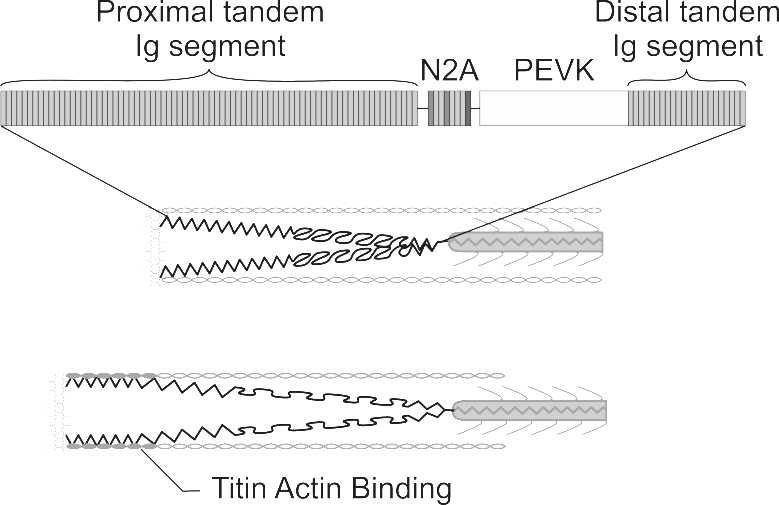 Proximal tandem
Ig segment
N2A
PEVK
Distal tandem
Ig segment
Titin Actin Binding